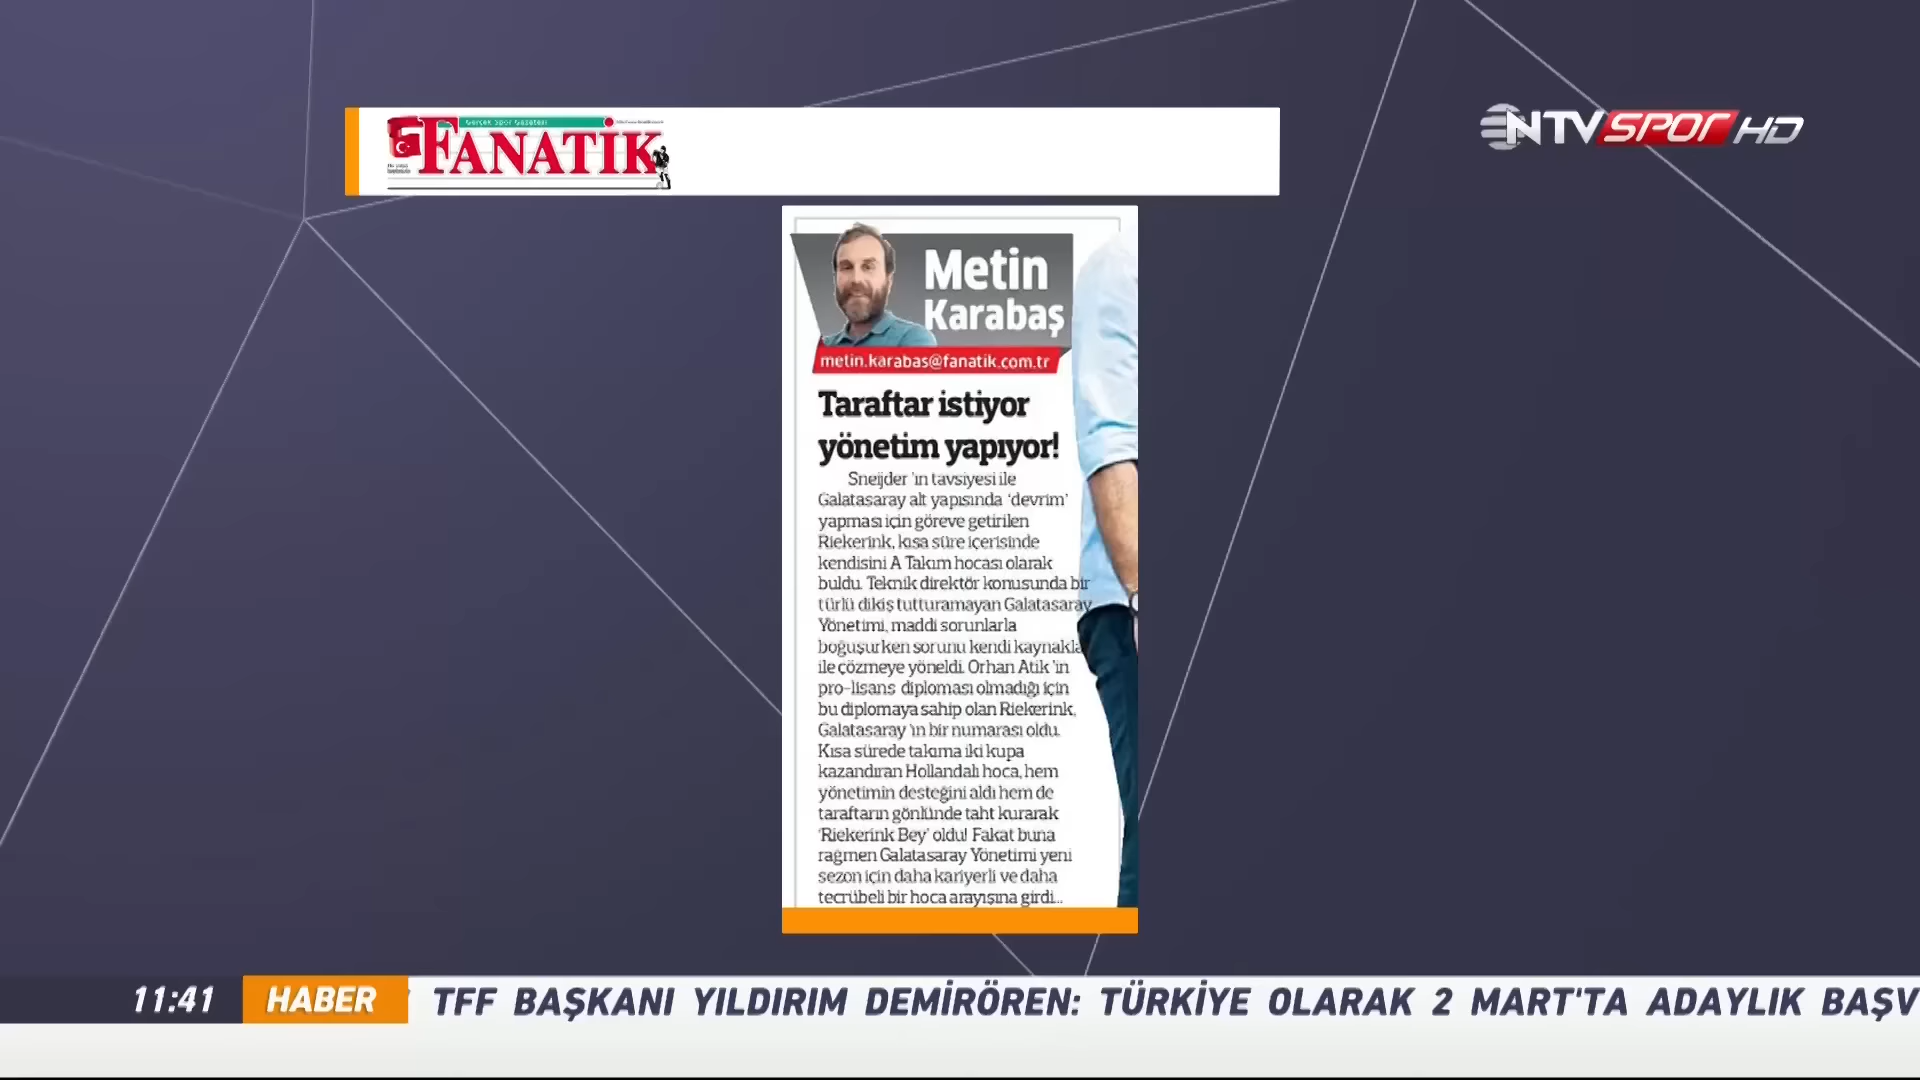 Gerçek Spor Gazetesi
FANATİK
NTVSPOR HD
Metin
Karabaş
metin.karabas@fanatik.com.tr
Taraftar istiyor
yönetim yapıyor!
Sneijder 'ın tavsiyesi ile
Galatasaray alt yapısında 'devrim'
yapması için göreve getirilen
Riekerink, kısa süre içerisinde
kendisini A Takım hocası olarak
buldu. Teknik direktör konusunda bir
türlü dikiş tutturamayan Galatasaray
Yönetimi, maddi sorunlarla
boğuşurken sorunu kendi kaynakla
ile çözmeye yöneldi. Orhan Atik 'in
pro-lisans diploması olmadığı için
bu diplomaya sahip olan Riekerink,
Galatasaray 'ın bir numarası oldu.
Kısa sürede takıma iki kupa
kazandıran Hollandalı hoca, hem
yönetimin desteğini aldı hem de
taraftarın gönlünde taht kurarak
'Riekerink Bey' oldu! Fakat buna
rağmen Galatasaray Yönetimi yeni
sezon için daha kariyerli ve daha
tecrübeli bir hoca arayışına girdi...
11:41 HABER TFF BAŞKANI YILDIRIM DEMİRÖREN: TÜRKİYE OLARAK 2 MART'TA ADAYLIK BAŞV